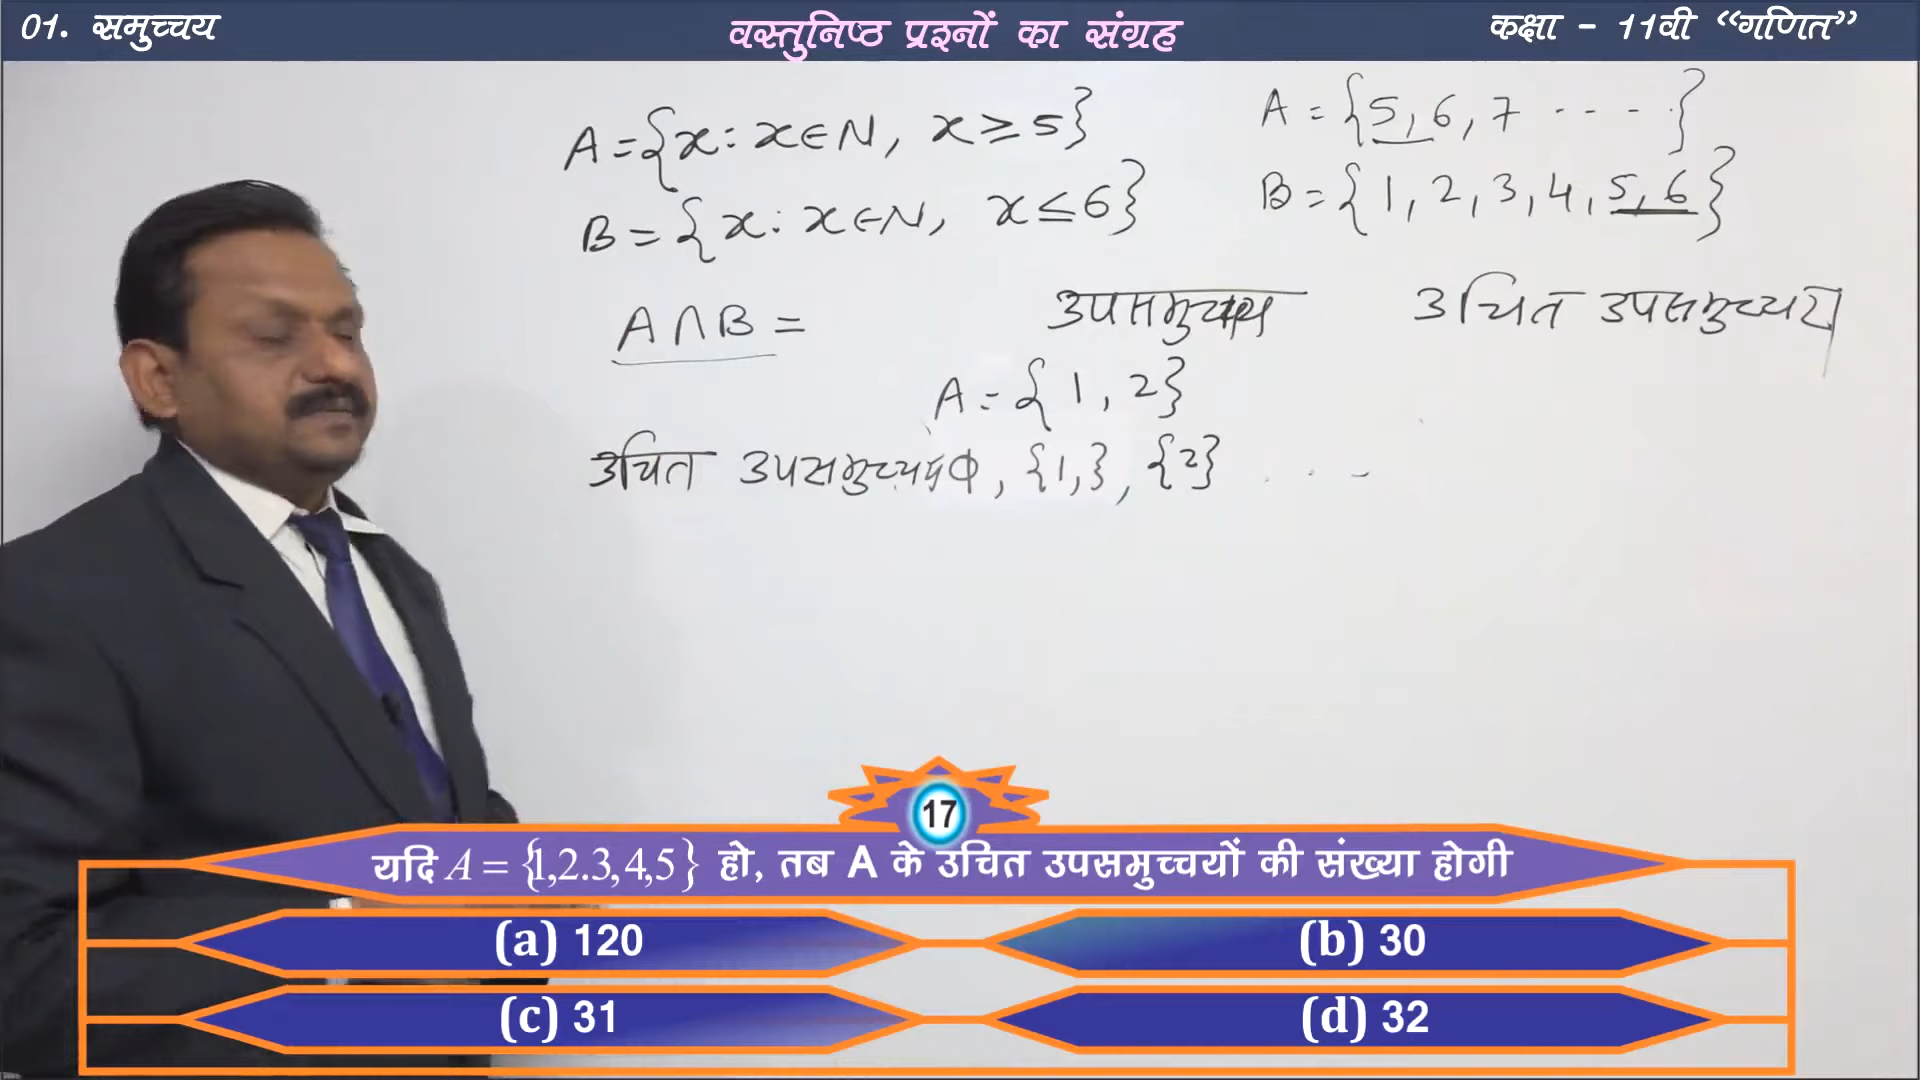 01. समुच्चय
वस्तुनिष्ठ प्रश्नों का संग्रह
कक्षा - 11वी “गणित”
A={x: x∈N, x≥5}
A={5,6,7 ....}
B={x: x∈N, x≤6}
B={1,2,3,4,5,6}
A∩B=
उपसमुच्चय
उचित उपसमुच्चय
A={1,2}
उचित उपसमुच्चय ϕ, {1,}, {2} ...
17
यदि A = {1,2.3,4,5} हो, तब A के उचित उपसमुच्चयों की संख्या होगी
(a) 120
(b) 30
(c) 31
(d) 32